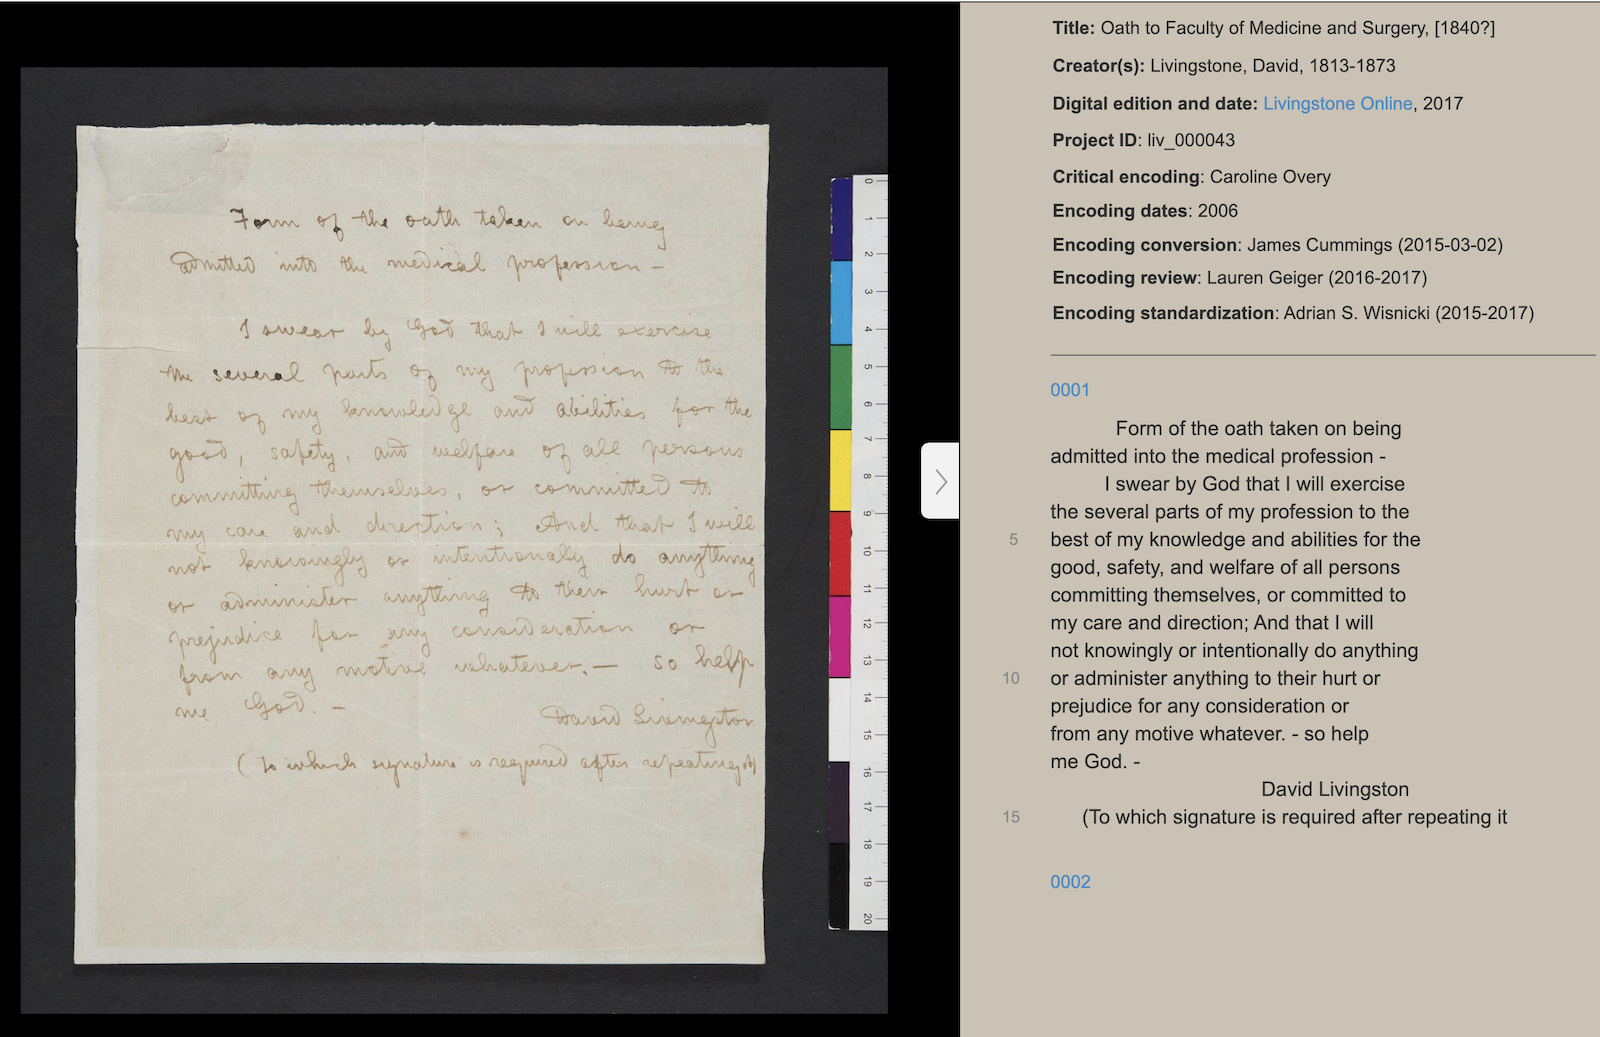 Form of the oath taken on being
admitted into the medical profession -
I swear by God that I will exercise
the several parts of my profession to the
best of my knowledge and abilities for the
good, safety, and welfare of all persons
committing themselves, or committed to
my care and direction; And that I will
not knowingly or intentionally do anything
or administer anything to their hurt or
prejudice for any consideration or
from any motive whatever. - so help
me God. -
David Livingston
(To which signature is required after repeating it)
0
1
2
3
4
5
6
7
8
9
10
11
12
13
14
15
16
17
18
19
20
Title: Oath to Faculty of Medicine and Surgery, [1840?]
Creator(s): Livingstone, David, 1813-1873
Digital edition and date: Livingstone Online, 2017
Project ID: liv_000043
Critical encoding: Caroline Overy
Encoding dates: 2006
Encoding conversion: James Cummings (2015-03-02)
Encoding review: Lauren Geiger (2016-2017)
Encoding standardization: Adrian S. Wisnicki (2015-2017)
0001
Form of the oath taken on being
admitted into the medical profession -
I swear by God that I will exercise
the several parts of my profession to the
5 best of my knowledge and abilities for the
good, safety, and welfare of all persons
committing themselves, or committed to
my care and direction; And that I will
not knowingly or intentionally do anything
10 or administer anything to their hurt or
prejudice for any consideration or
from any motive whatever. - so help
me God. -
David Livingston
15 (To which signature is required after repeating it
0002